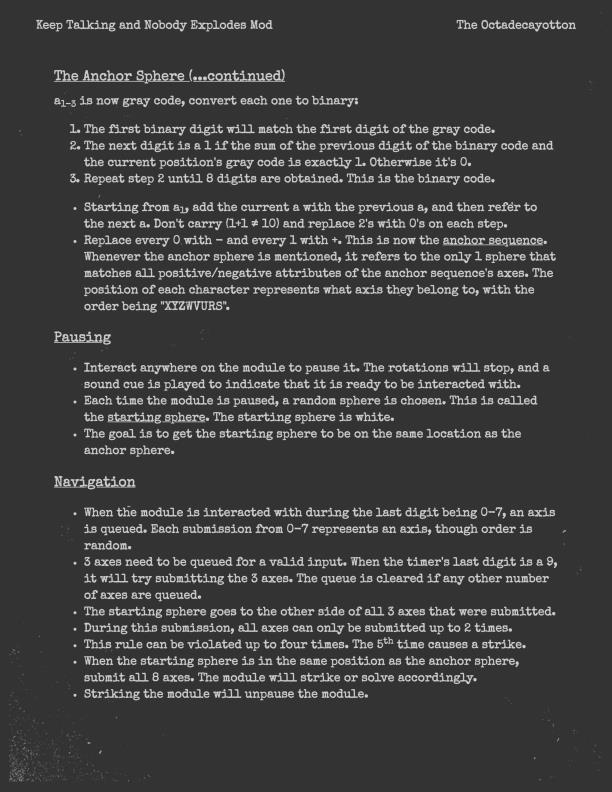 Keep Talking and Nobody Explodes Mod The Octadecayotton
The Anchor Sphere (...continued)
a1-3 is now gray code, convert each one to binary:
1. The first binary digit will match the first digit of the gray code.
2. The next digit is a 1 if the sum of the previous digit of the binary code and
the current position's gray code is exactly 1. Otherwise it's 0.
3. Repeat step 2 until 8 digits are obtained. This is the binary code.
• Starting from a1, add the current a with the previous a, and then refer to
the next a. Don't carry (1+1 ≠ 10) and replace 2's with 0's on each step.
• Replace every 0 with - and every 1 with +. This is now the anchor sequence.
Whenever the anchor sphere is mentioned, it refers to the only 1 sphere that
matches all positive/negative attributes of the anchor sequence's axes. The
position of each character represents what axis they belong to, with the
order being "XYZWVURS".
Pausing
• Interact anywhere on the module to pause it. The rotations will stop, and a
sound cue is played to indicate that it is ready to be interacted with.
• Each time the module is paused, a random sphere is chosen. This is called
the starting sphere. The starting sphere is white.
• The goal is to get the starting sphere to be on the same location as the
anchor sphere.
Navigation
• When the module is interacted with during the last digit being 0-7, an axis
is queued. Each submission from 0-7 represents an axis, though order is
random.
• 3 axes need to be queued for a valid input. When the timer's last digit is a 9,
it will try submitting the 3 axes. The queue is cleared if any other number
of axes are queued.
• The starting sphere goes to the other side of all 3 axes that were submitted.
• During this submission, all axes can only be submitted up to 2 times.
• This rule can be violated up to four times. The 5th time causes a strike.
• When the starting sphere is in the same position as the anchor sphere,
submit all 8 axes. The module will strike or solve accordingly.
• Striking the module will unpause the module.